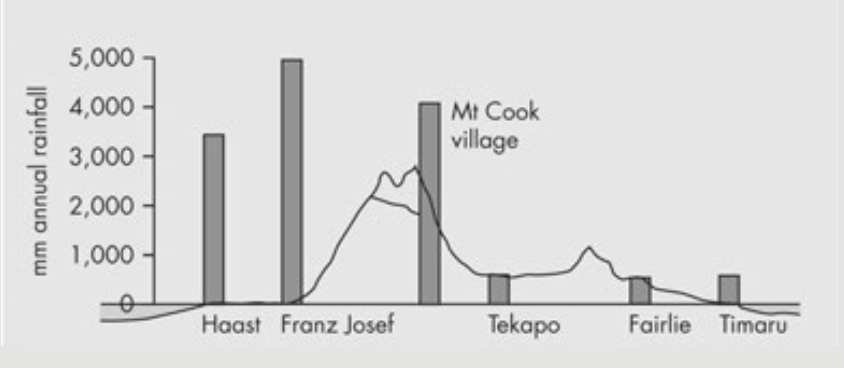 mm annual rainfall
5,000
4,000
3,000
2,000
1,000
0
Mt Cook
village
Haast Franz Josef Tekapo Fairlie Timaru